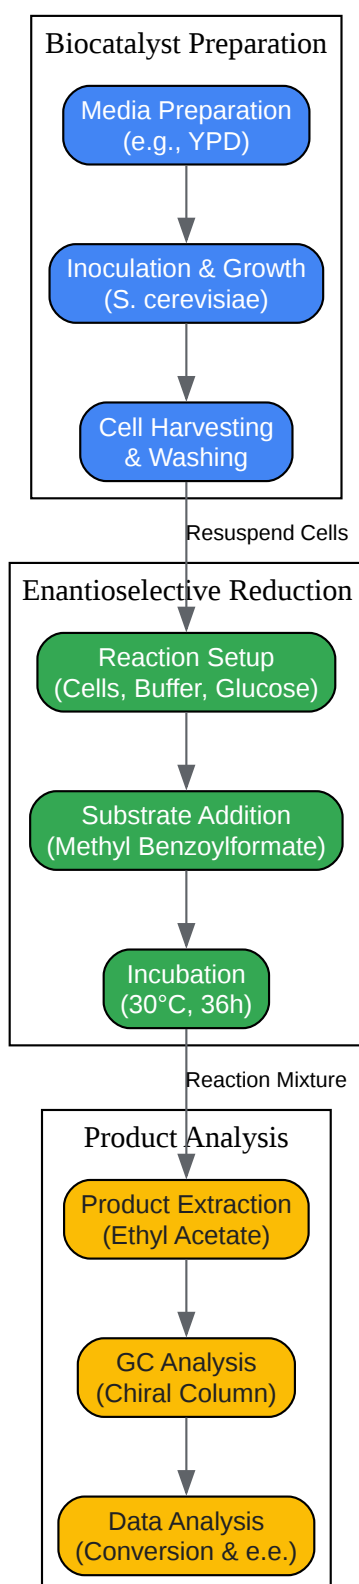 Biocatalyst Preparation
Media Preparation
(e.g., YPD)
Inoculation & Growth
(S. cerevisiae)
Cell Harvesting
& Washing
Resuspend Cells
Enantioselective Reduction
Reaction Setup
(Cells, Buffer, Glucose)
Substrate Addition
(Methyl Benzoylformate)
Incubation
(30°C, 36h)
Reaction Mixture
Product Analysis
Product Extraction
(Ethyl Acetate)
GC Analysis
(Chiral Column)
Data Analysis
(Conversion & e.e.)